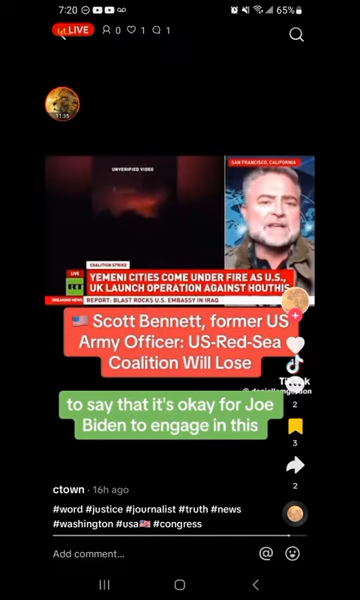 7:20
65%
LIVE
0
1
1
11:35
UNVERIFIED VIDEO
SAN FRANCISCO, CALIFORNIA
COALITION STRIKE
LIVE
RT
YEMENI CITIES COME UNDER FIRE AS U.S.,
UK LAUNCH OPERATION AGAINST HOUTHIS
BREAKING NEWS
REPORT: BLAST ROCKS U.S. EMBASSY IN IRAQ
🇺🇸 Scott Bennett, former US
Army Officer: US-Red-Sea
Coalition Will Lose
to say that it's okay for Joe
Biden to engage in this
2
3
2
ctown · 16h ago
#word #justice #journalist #truth #news
#washington #usa🇺🇸 #congress
Add comment...